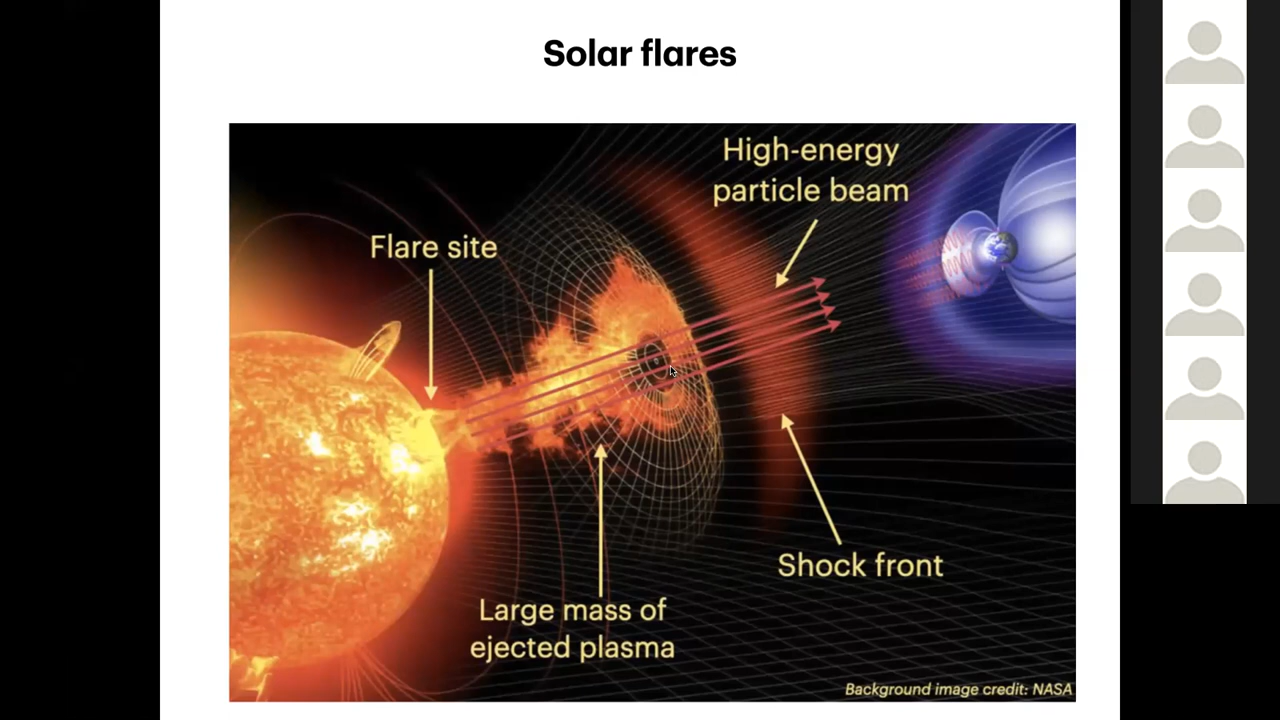 Solar flares
High-energy
particle beam
Flare site
Shock front
Large mass of
ejected plasma
Background image credit: NASA